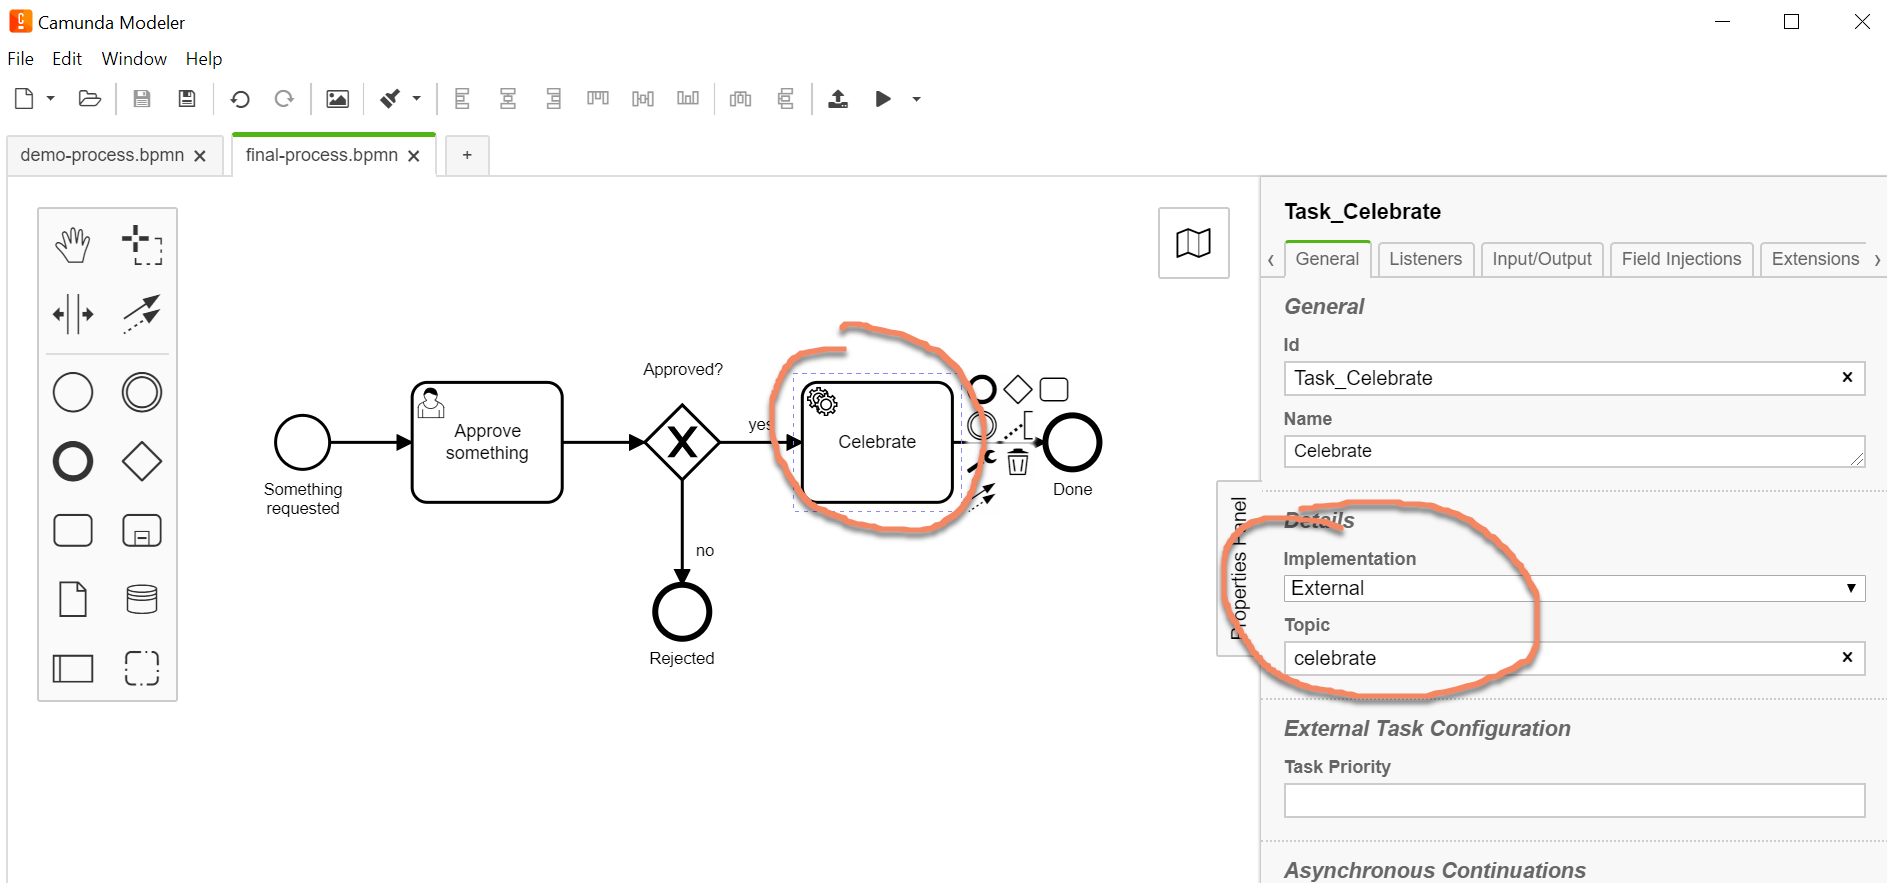 Camunda Modeler
File Edit Window Help
demo-process.bpmn × final-process.bpmn × +
Task_Celebrate
‹ General Listeners Input/Output Field Injections Extensions ›
General
Id
Task_Celebrate ×
Name
Celebrate
Details
Implementation
External
Topic
celebrate ×
External Task Configuration
Task Priority
Asynchronous Continuations
Properties Panel
Something
requested
Approve
something
Approved?
yes
no
Rejected
Celebrate
Done